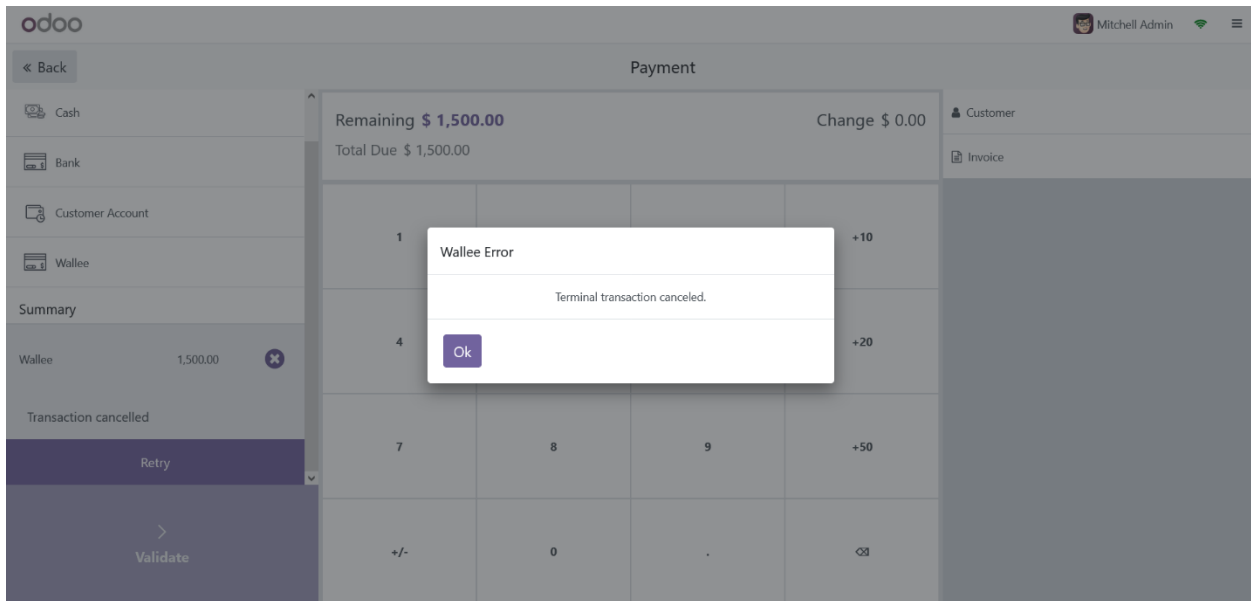 odoo
Mitchell Admin
Back
Payment
Cash
Bank
Customer Account
Wallee
Summary
Wallee 1,500.00
Transaction cancelled
Retry
Validate
Remaining $ 1,500.00
Change $ 0.00
Total Due $ 1,500.00
1
+10
4
+20
7 8 9 +50
+/- 0 .
Customer
Invoice
Wallee Error
Terminal transaction canceled.
Ok